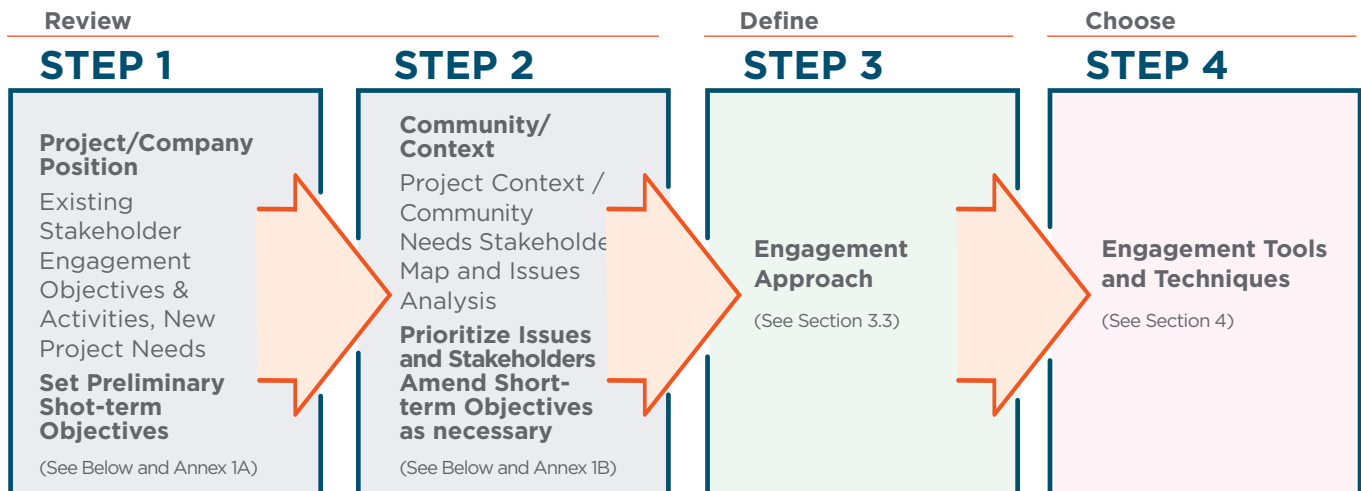 Review
STEP 1
Project/Company
Position
Existing
Stakeholder
Engagement
Objectives &
Activities, New
Project Needs
Set Preliminary
Shot-term
Objectives
(See Below and Annex 1A)
STEP 2
Community/
Context
Project Context /
Community
Needs Stakeholde
Map and Issues
Analysis
Prioritize Issues
and Stakeholders
Amend Short-
term Objectives
as necessary
(See Below and Annex 1B)
Define
STEP 3
Engagement
Approach
(See Section 3.3)
Choose
STEP 4
Engagement Tools
and Techniques
(See Section 4)